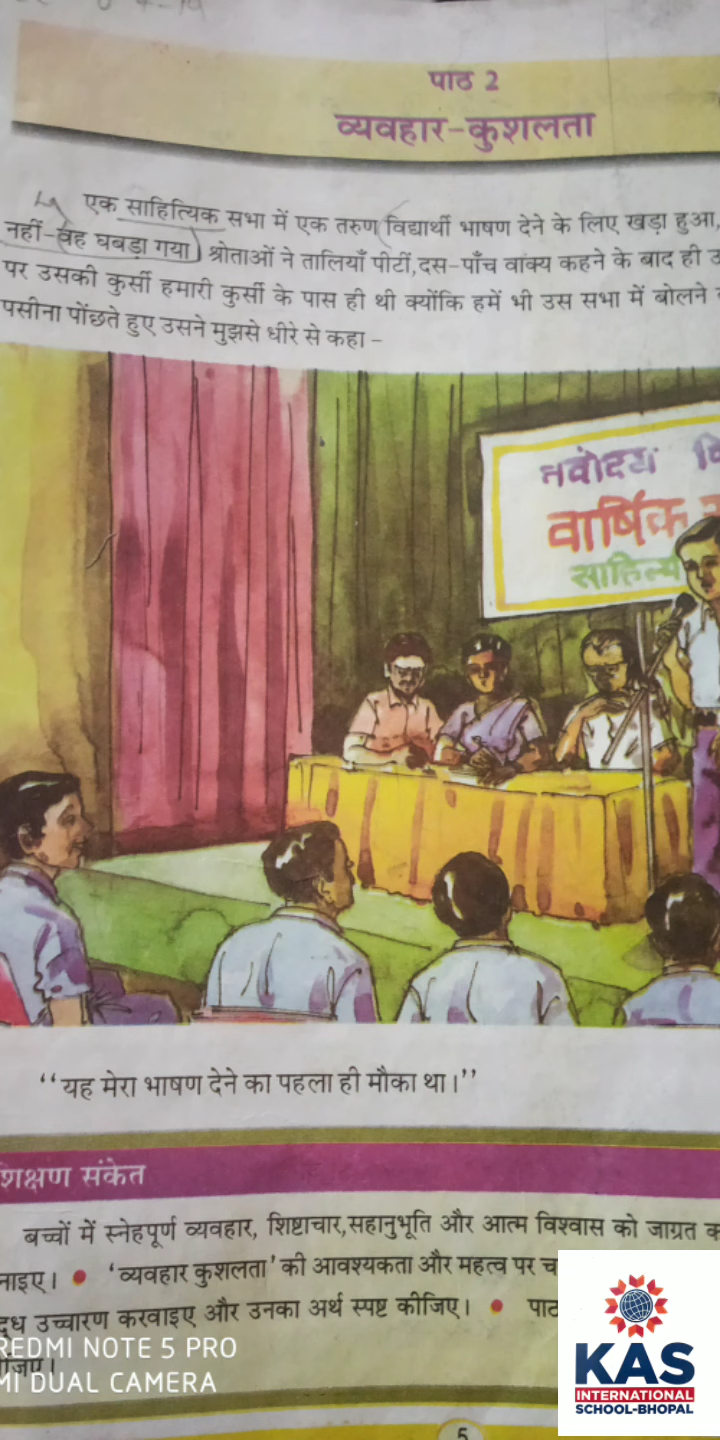 पाठ 2
व्यवहार-कुशलता
एक साहित्यिक सभा में एक तरुण विद्यार्थी भाषण देने के लिए खड़ा हुआ,
नहीं-वह घबड़ा गया। श्रोताओं ने तालियाँ पीटीं, दस-पाँच वाक्य कहने के बाद ही
पर उसकी कुर्सी हमारी कुर्सी के पास ही थी क्योंकि हमें भी उस सभा में बोलने
पसीना पोंछते हुए उसने मुझसे धीरे से कहा -
नवोदय वि
वार्षिक
साहित्य
“यह मेरा भाषण देने का पहला ही मौका था।”
शिक्षण संकेत
बच्चों में स्नेहपूर्ण व्यवहार, शिष्टाचार, सहानुभूति और आत्म विश्वास को जाग्रत क
नाइए। ● 'व्यवहार कुशलता' की आवश्यकता और महत्व पर च
द्ध उच्चारण करवाइए और उनका अर्थ स्पष्ट कीजिए। ● पाठ
REDMI NOTE 5 PRO
MI DUAL CAMERA
KAS
INTERNATIONAL
SCHOOL-BHOPAL
5